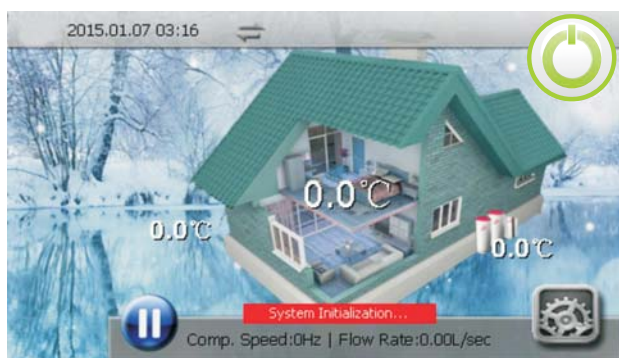 2015.01.07 03:16
0.0℃
0.0℃
0.0℃
System Initialization...
Comp. Speed:0Hz | Flow Rate:0.00L/sec